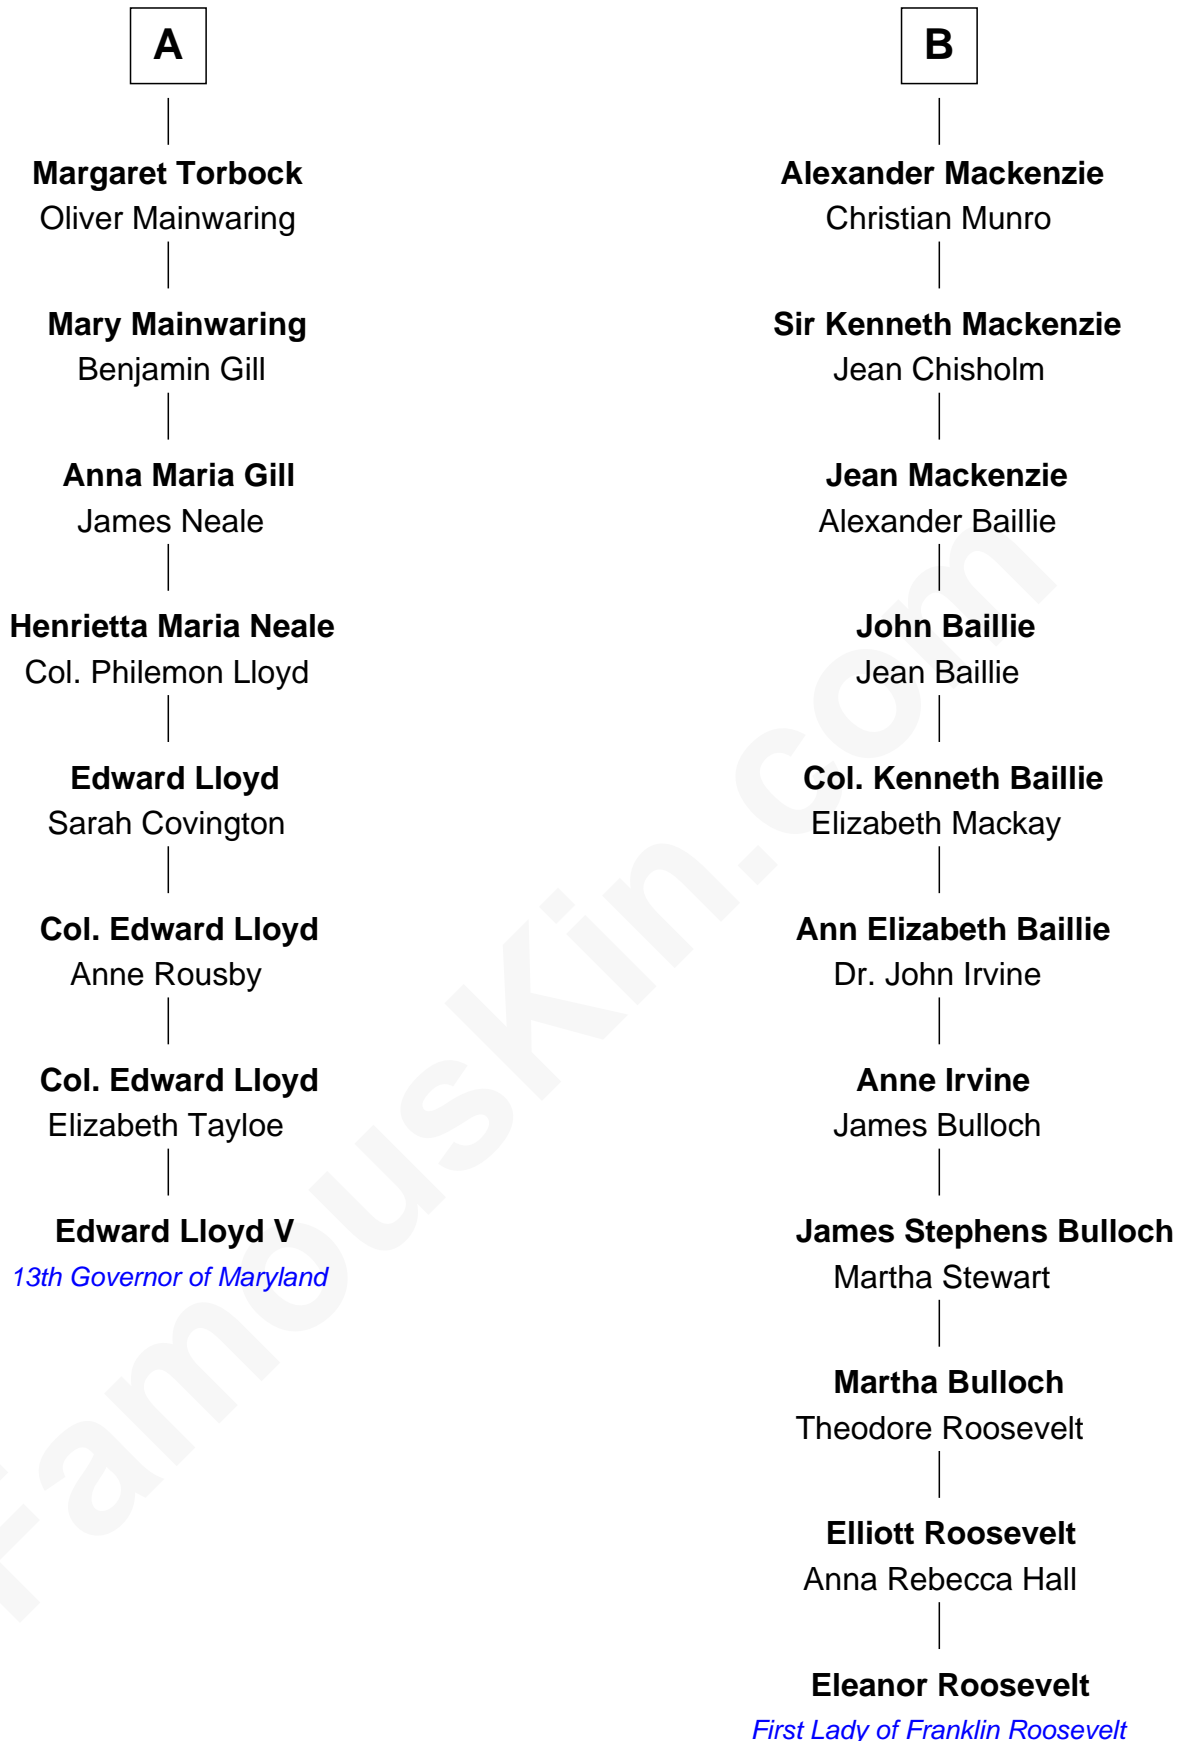 A
Margaret Torbock
Oliver Mainwaring
Mary Mainwaring
Benjamin Gill
Anna Maria Gill
James Neale
Henrietta Maria Neale
Col. Philemon Lloyd
Edward Lloyd
Sarah Covington
Col. Edward Lloyd
Anne Rousby
Col. Edward Lloyd
Elizabeth Tayloe
Edward Lloyd V
13th Governor of Maryland
B
Alexander Mackenzie
Christian Munro
Sir Kenneth Mackenzie
Jean Chisholm
Jean Mackenzie
Alexander Baillie
John Baillie
Jean Baillie
Col. Kenneth Baillie
Elizabeth Mackay
Ann Elizabeth Baillie
Dr. John Irvine
Anne Irvine
James Bulloch
James Stephens Bulloch
Martha Stewart
Martha Bulloch
Theodore Roosevelt
Elliott Roosevelt
Anna Rebecca Hall
Eleanor Roosevelt
First Lady of Franklin Roosevelt
FamousKin.com